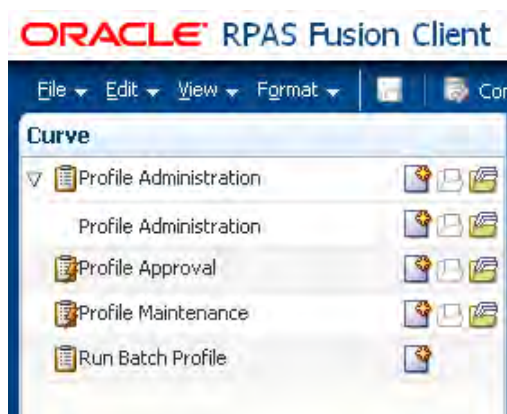 ORACLE RPAS Fusion Client
File Edit View Format Cor
Curve
Profile Administration
Profile Administration
Profile Approval
Profile Maintenance
Run Batch Profile